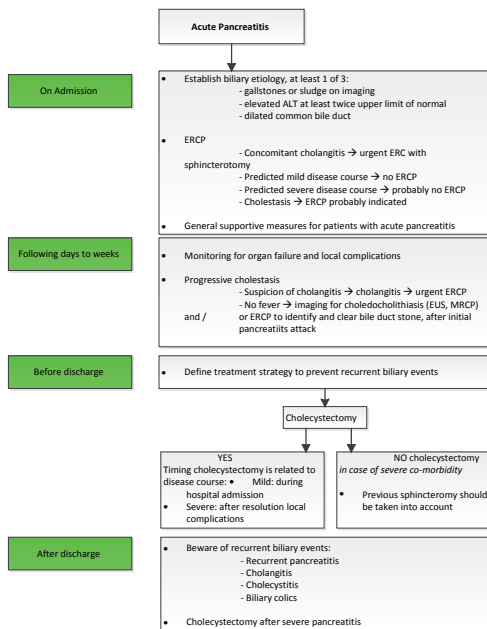 Acute Pancreatitis
On Admission
• Establish biliary etiology, at least 1 of 3:
- gallstones or sludge on imaging
- elevated ALT at least twice upper limit of normal
- dilated common bile duct
• ERCP
- Concomitant cholangitis → urgent ERC with
sphincterotomy
- Predicted mild disease course → no ERCP
- Predicted severe disease course → probably no ERCP
- Cholestasis → ERCP probably indicated
• General supportive measures for patients with acute pancreatitis
Following days to weeks
• Monitoring for organ failure and local complications
• Progressive cholestasis
- Suspicion of cholangitis → cholangitis → urgent ERCP
- No fever → imaging for choledocholithiasis (EUS, MRCP)
and / or ERCP to identify and clear bile duct stone, after initial
pancreatiits attack
Before discharge
• Define treatment strategy to prevent recurrent biliary events
Cholecystectomy
YES
Timing cholecystectomy is related to
disease course: • Mild: during
hospital admission
• Severe: after resolution local
complications
NO cholecystectomy
in case of severe co-morbidity
• Previous sphincteromy should
be taken into account
After discharge
• Beware of recurrent biliary events:
- Recurrent pancreatitis
- Cholangitis
- Cholecystitis
- Biliary colics
• Cholecystectomy after severe pancreatitis